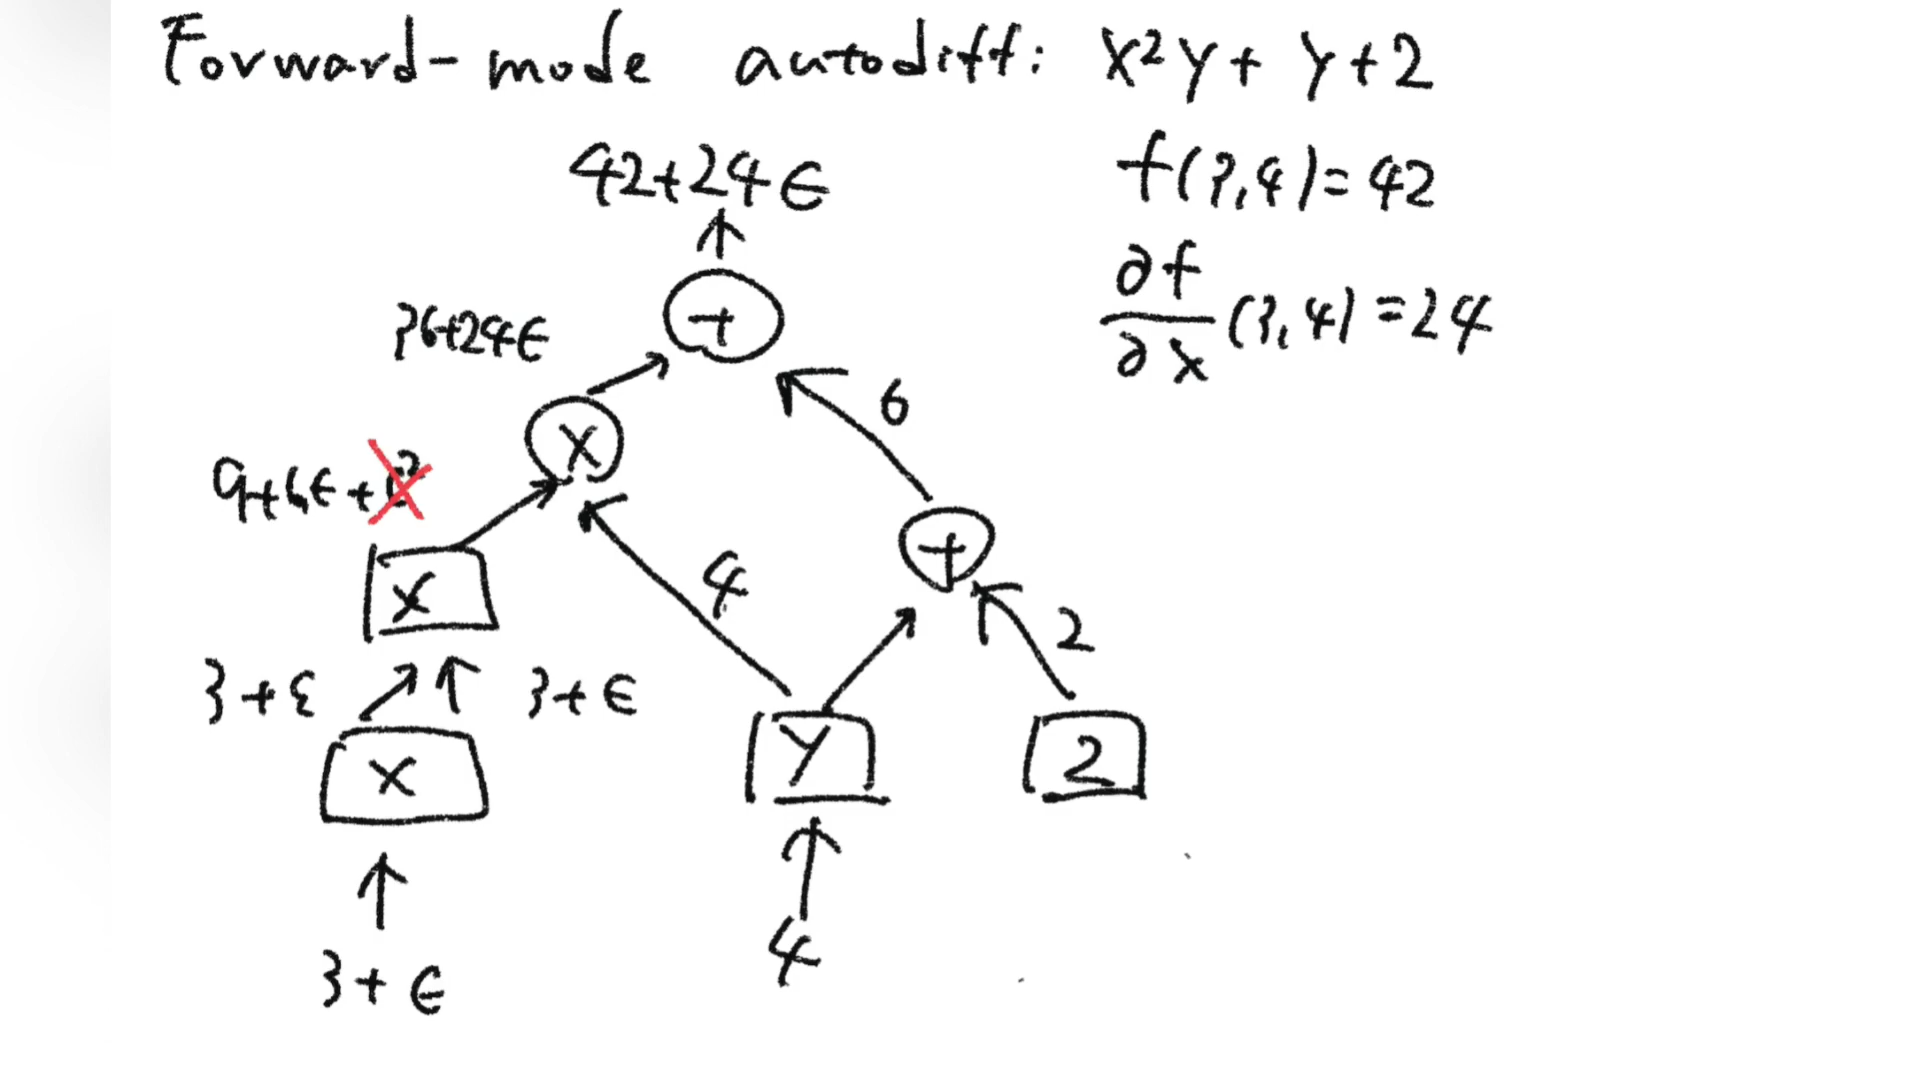 Forward-mode autodiff: x²y + y + 2
42+24ϵ
f(3,4)=42
∂f/∂x (3,4)=24
+
36+24ϵ
6
x
9+6ϵ+ϵ²
4
+
x
2
3+ε
3+ϵ
x
y
2
3+ϵ
4